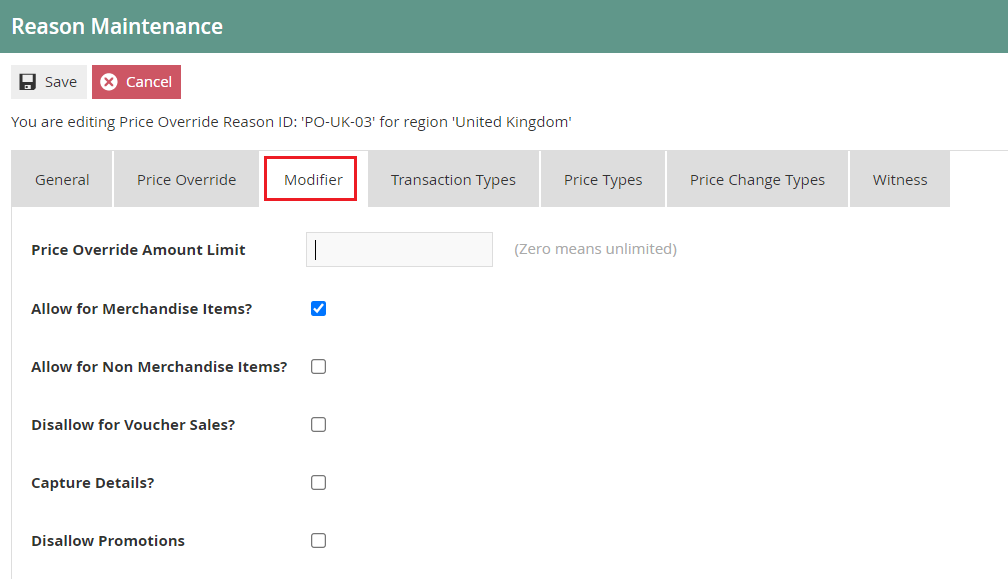 Reason Maintenance
Save Cancel
You are editing Price Override Reason ID: 'PO-UK-03' for region 'United Kingdom'
General Price Override Modifier Transaction Types Price Types Price Change Types Witness
Price Override Amount Limit (Zero means unlimited)
Allow for Merchandise Items?
Allow for Non Merchandise Items?
Disallow for Voucher Sales?
Capture Details?
Disallow Promotions